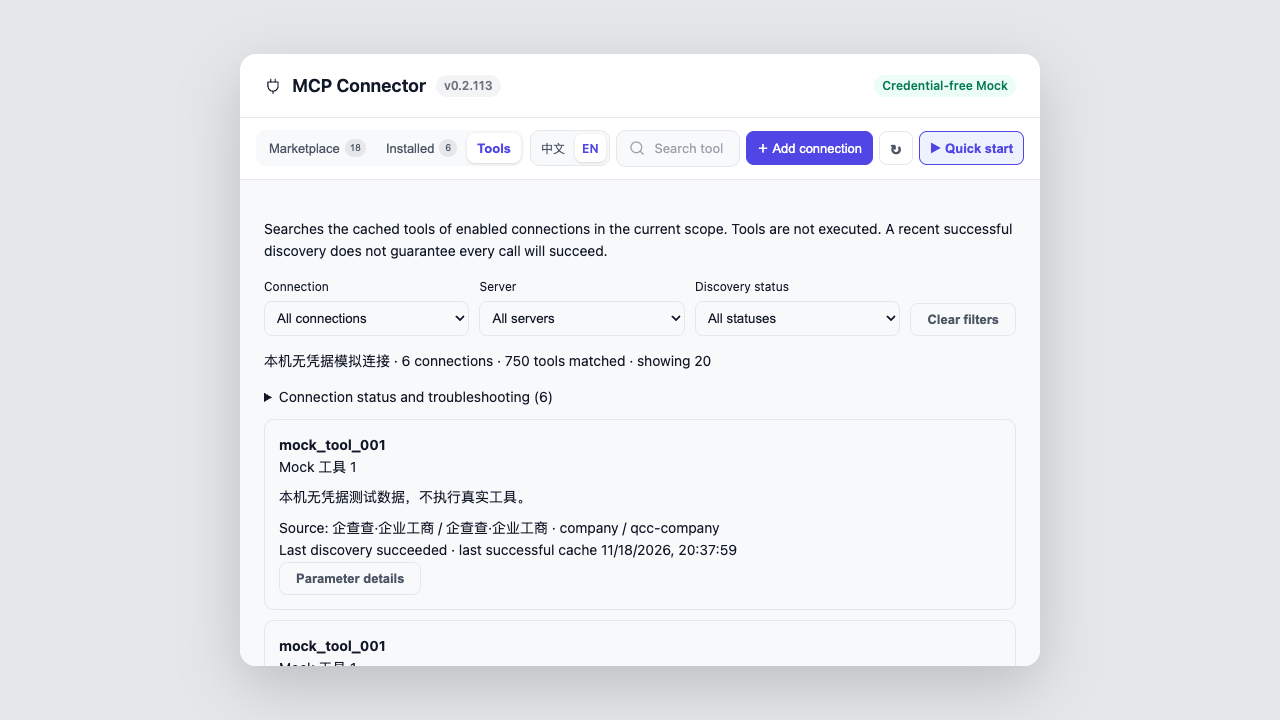 MCP Connector v0.2.113 Credential-free Mock
Marketplace 18 Installed 6 Tools 中文 EN Search tool + Add connection ↻ ▶ Quick start
Searches the cached tools of enabled connections in the current scope. Tools are not executed. A recent successful
discovery does not guarantee every call will succeed.
Connection Server Discovery status
All connections All servers All statuses Clear filters
本机无凭据模拟连接 · 6 connections · 750 tools matched · showing 20
▶ Connection status and troubleshooting (6)
mock_tool_001
Mock 工具 1
本机无凭据测试数据，不执行真实工具。
Source: 企查查·企业工商 / 企查查·企业工商 · company / qcc-company
Last discovery succeeded · last successful cache 11/18/2026, 20:37:59
Parameter details
mock_tool_001
Mock 工具 1